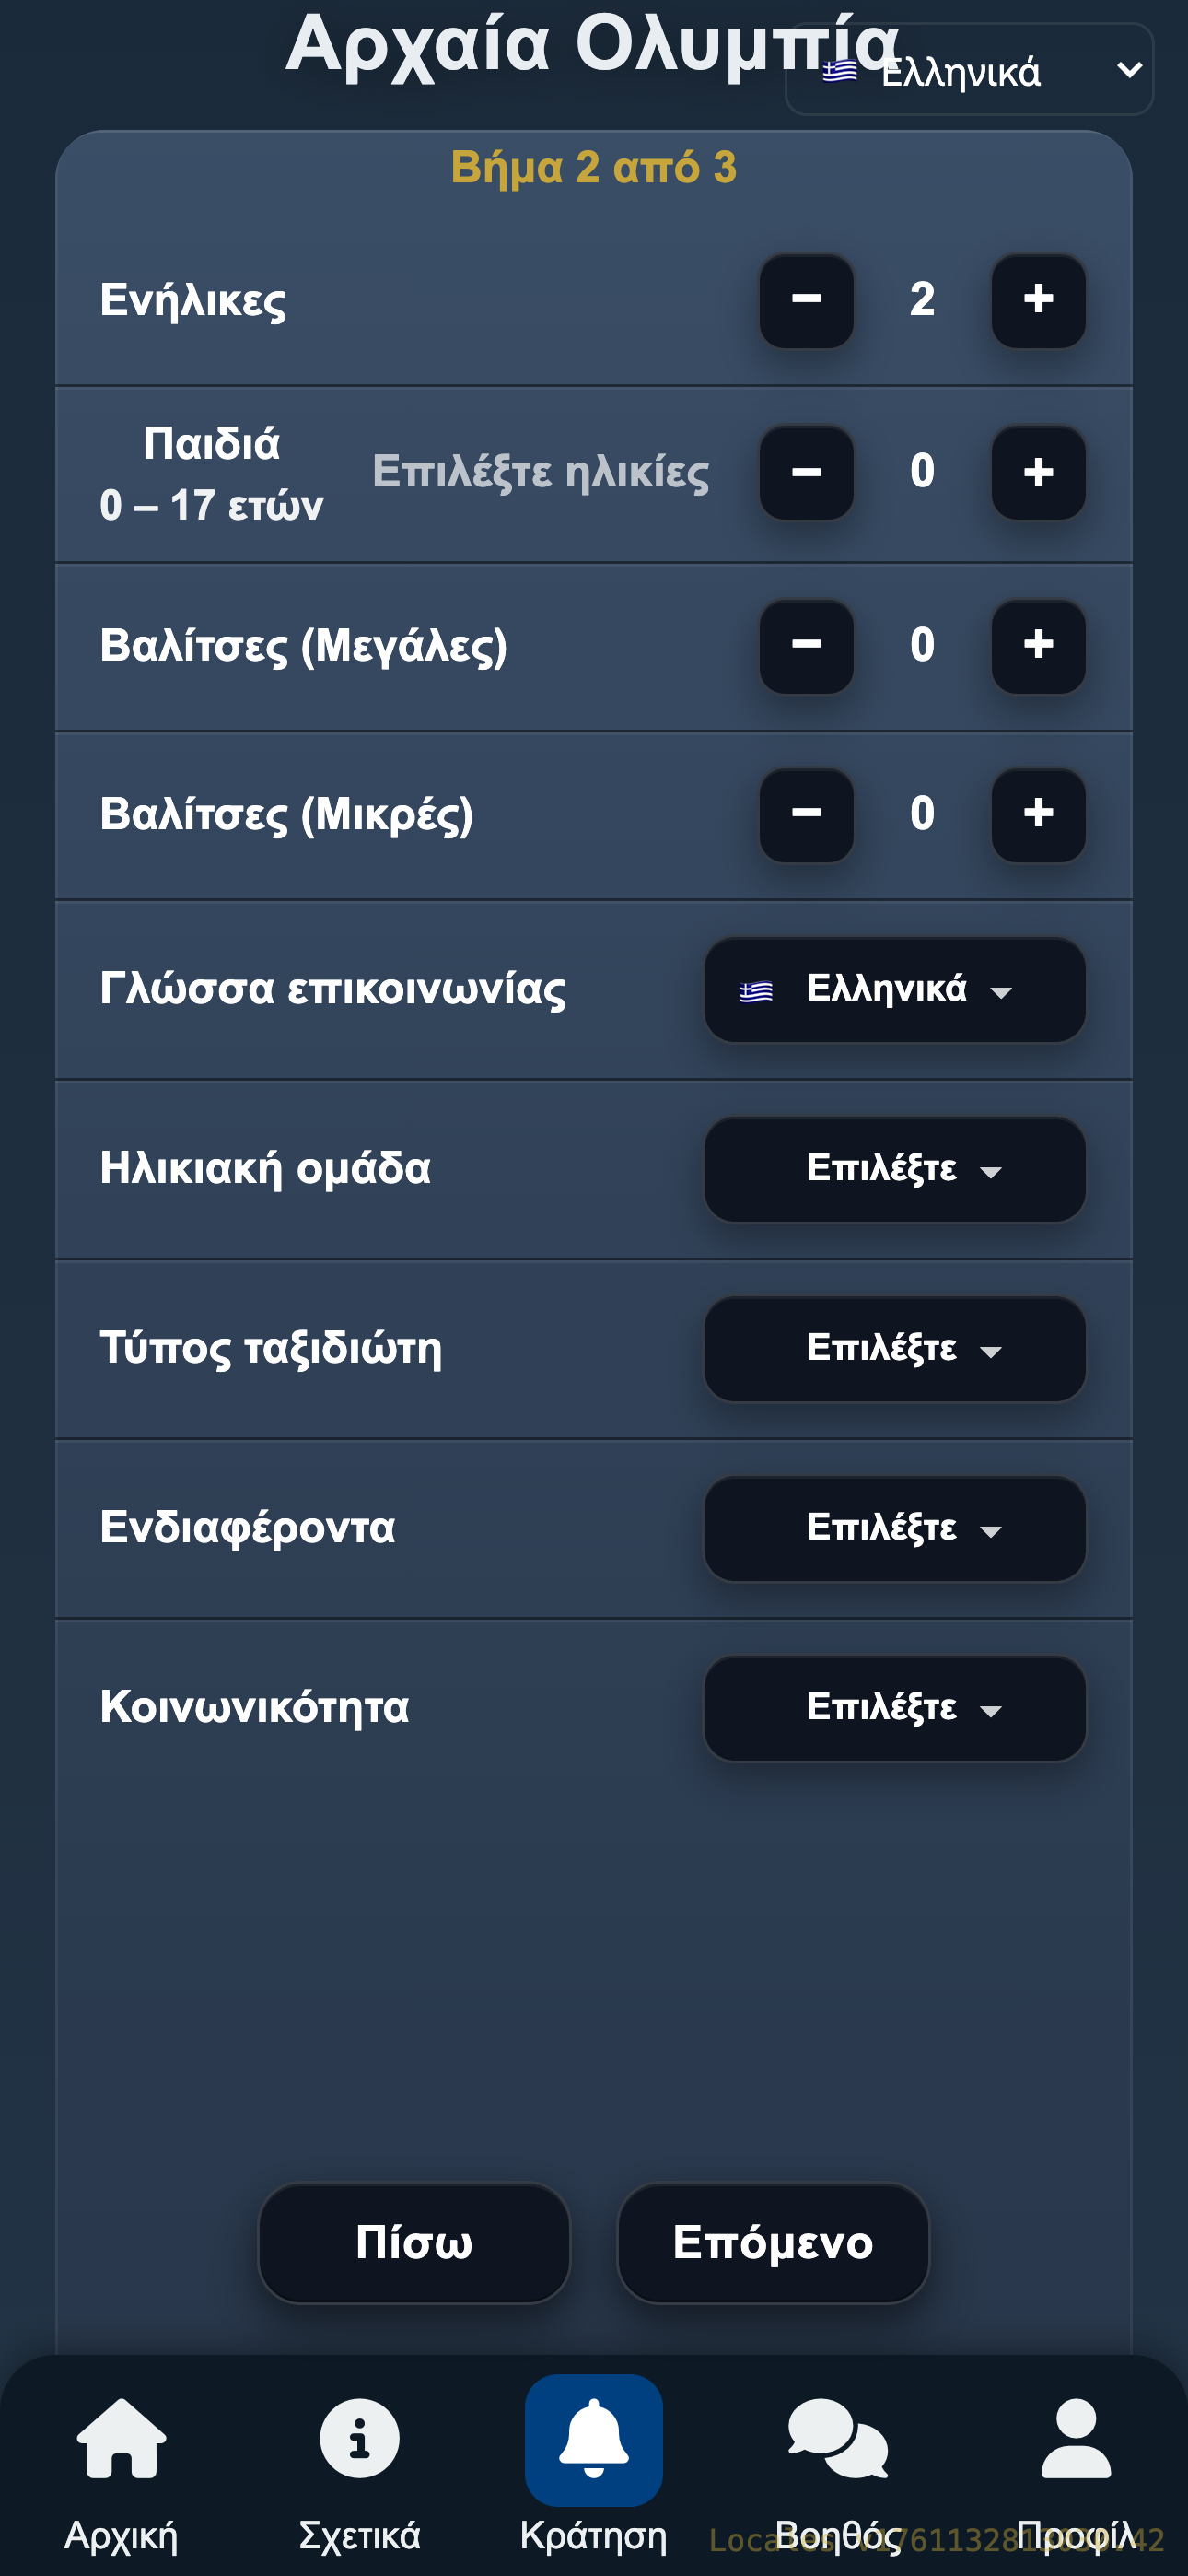 Αρχαία Ολυμπία
Ελληνικά
Βήμα 2 από 3
Ενήλικες − 2 +
Παιδιά
0 – 17 ετών
Επιλέξτε ηλικίες − 0 +
Βαλίτσες (Μεγάλες) − 0 +
Βαλίτσες (Μικρές) − 0 +
Γλώσσα επικοινωνίας Ελληνικά
Ηλικιακή ομάδα Επιλέξτε
Τύπος ταξιδιώτη Επιλέξτε
Ενδιαφέροντα Επιλέξτε
Κοινωνικότητα Επιλέξτε
Πίσω Επόμενο
Αρχική Σχετικά Κράτηση Βοηθός Προφίλ